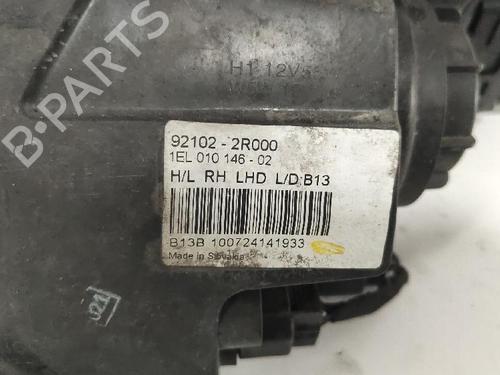 B-PARTS
H1 12V
92102 - 2R000
1EL 010 146 - 02
H/L RH LHD L/D B13
B13B 100724141933
Made in Slovakia